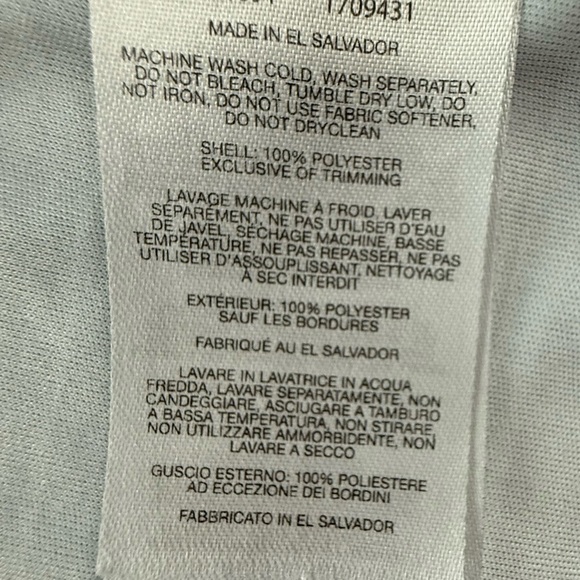 1709431
MADE IN EL SALVADOR
MACHINE WASH COLD, WASH SEPARATELY,
DO NOT BLEACH, TUMBLE DRY LOW, DO
NOT IRON, DO NOT USE FABRIC SOFTENER,
DO NOT DRYCLEAN
SHELL: 100% POLYESTER
EXCLUSIVE OF TRIMMING
LAVAGE MACHINE À FROID, LAVER
SÉPARÉMENT, NE PAS UTILISER D'EAU
DE JAVEL, SÉCHAGE MACHINE, BASSE
TEMPÉRATURE, NE PAS REPASSER, NE PAS
UTILISER D'ASSOUPLISSANT, NETTOYAGE
À SEC INTERDIT
EXTÉRIEUR: 100% POLYESTER
SAUF LES BORDURES
FABRIQUÉ AU EL SALVADOR
LAVARE IN LAVATRICE IN ACQUA
FREDDA, LAVARE SEPARATAMENTE, NON
CANDEGGIARE, ASCIUGARE A TAMBURO
A BASSA TEMPERATURA, NON STIRARE,
NON UTILIZZARE AMMORBIDENTE, NON
LAVARE A SECCO
GUSCIO ESTERNO: 100% POLIESTERE
AD ECCEZIONE DEI BORDINI
FABBRICATO IN EL SALVADOR